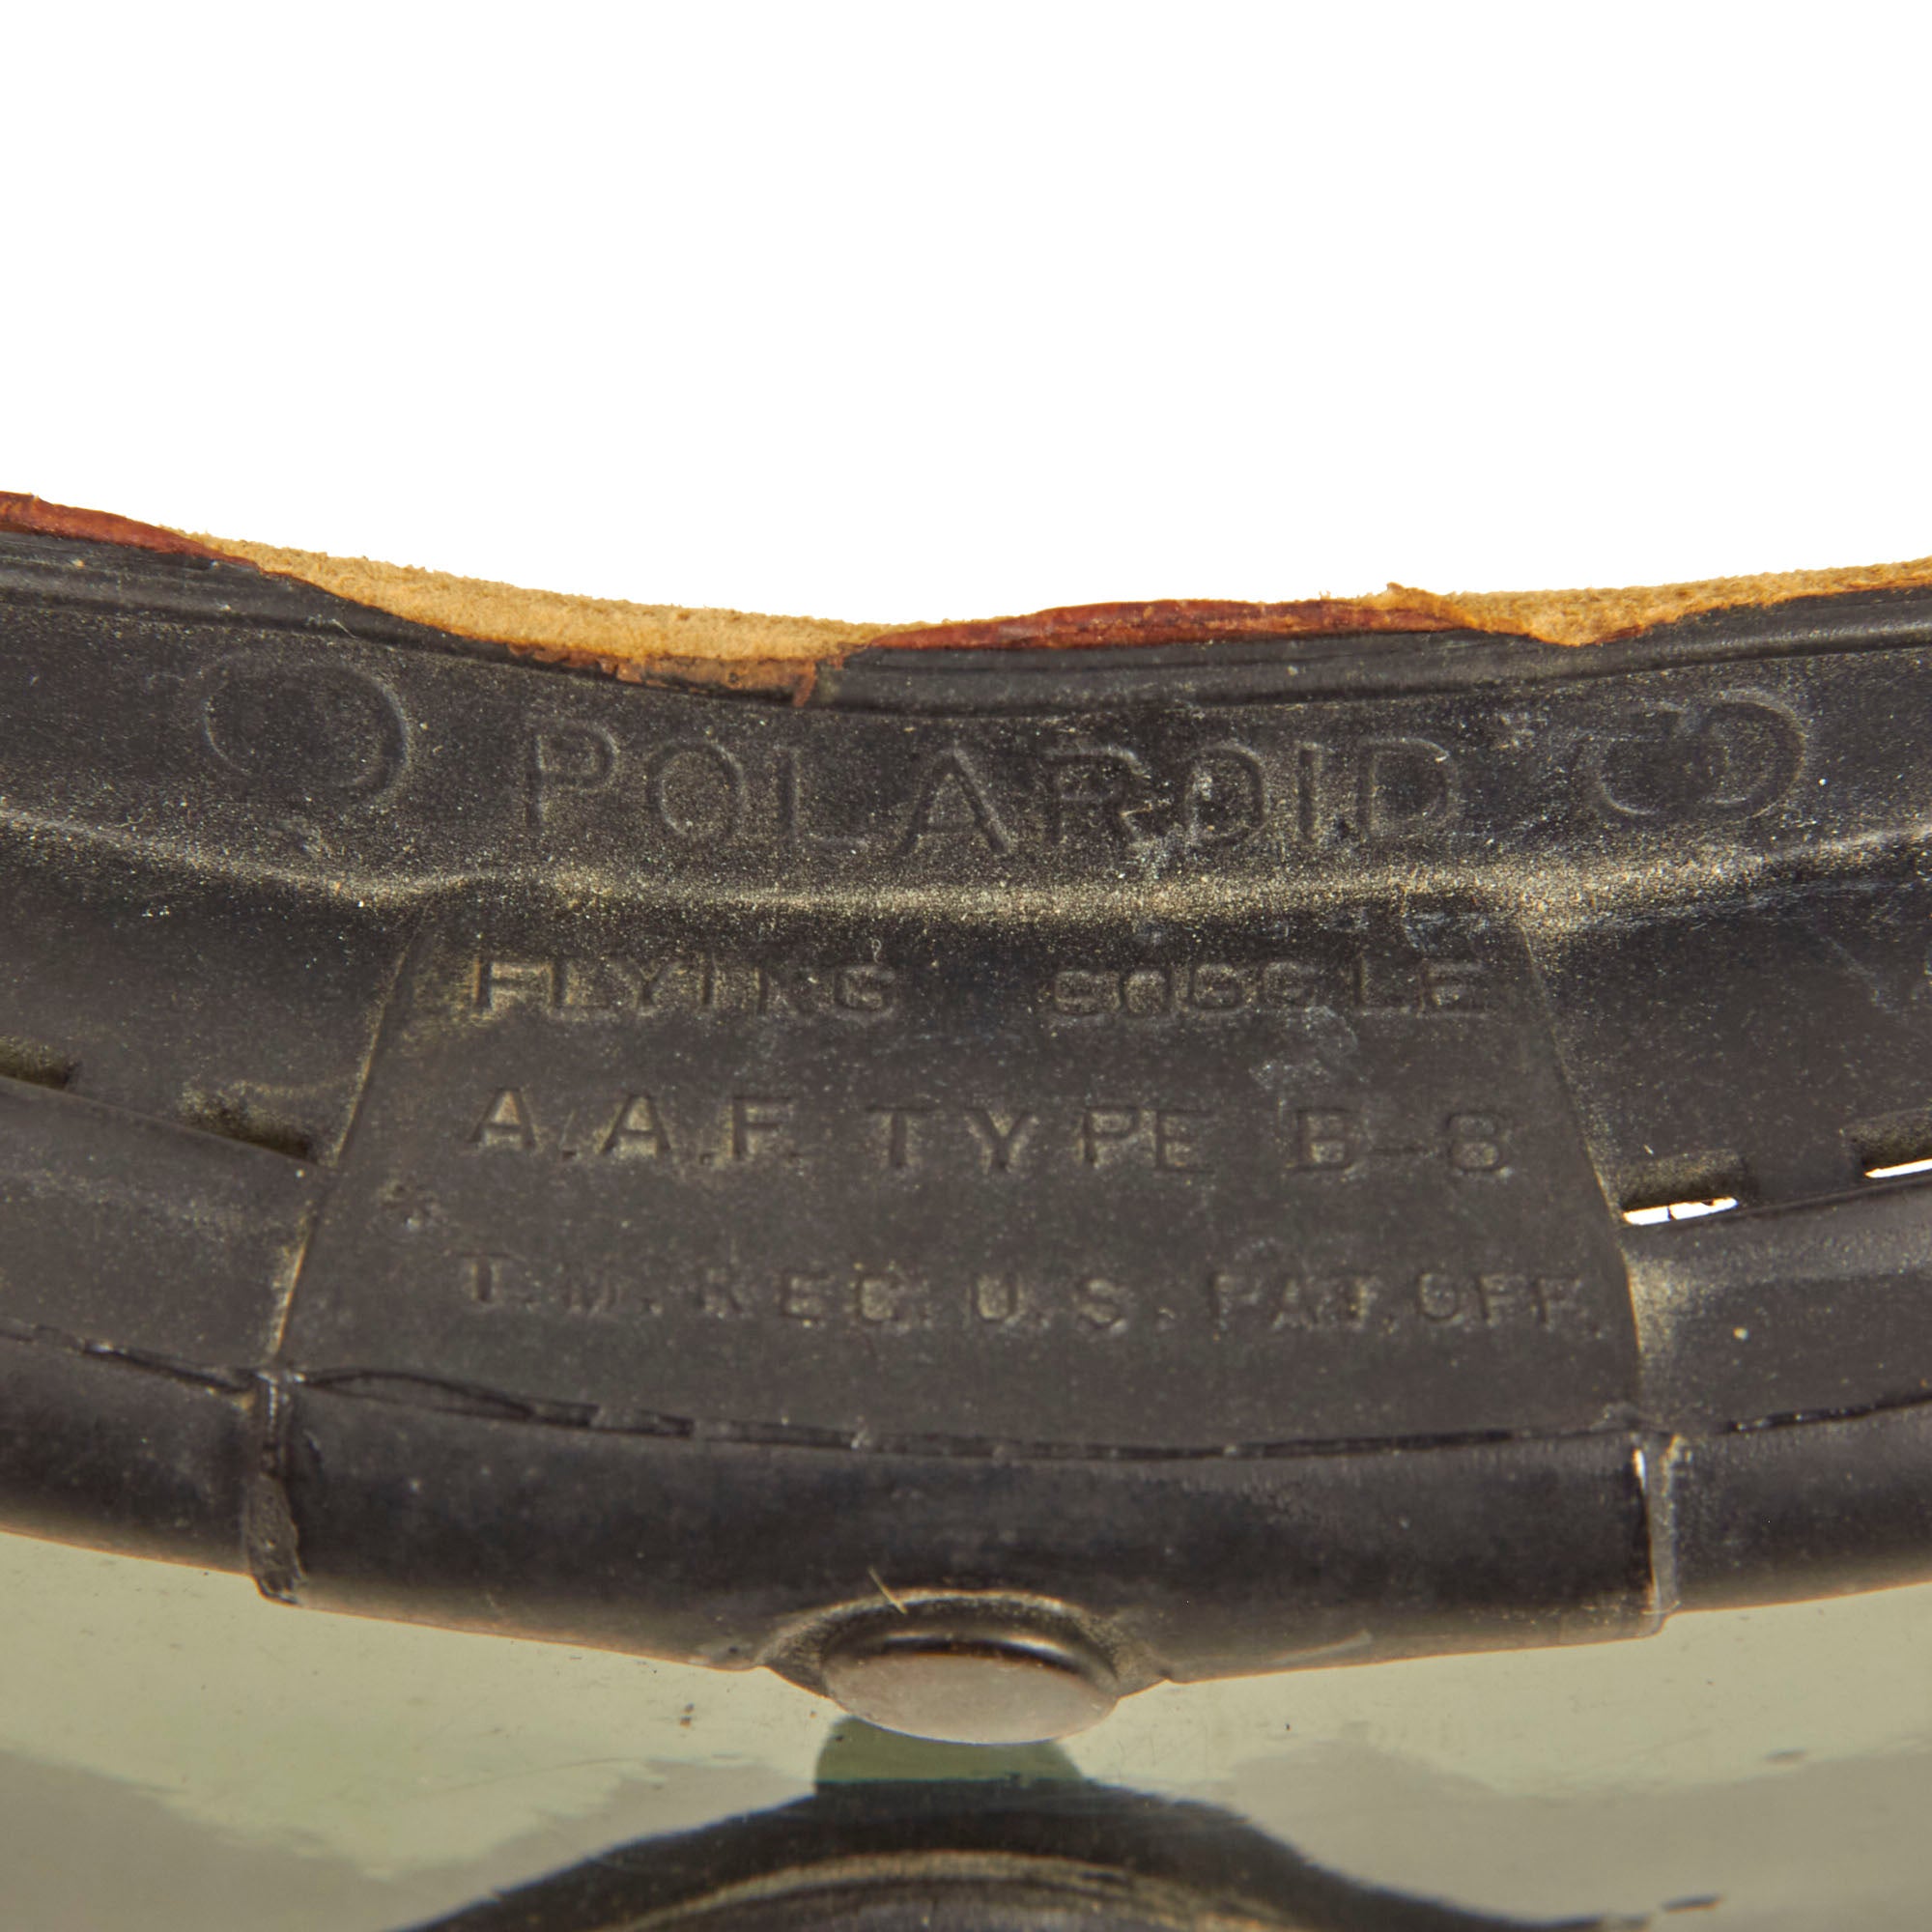 POLAROID*
FLYING GOGGLE
A.A.F. TYPE B-8
* T.M. REG. U.S. PAT. OFF.